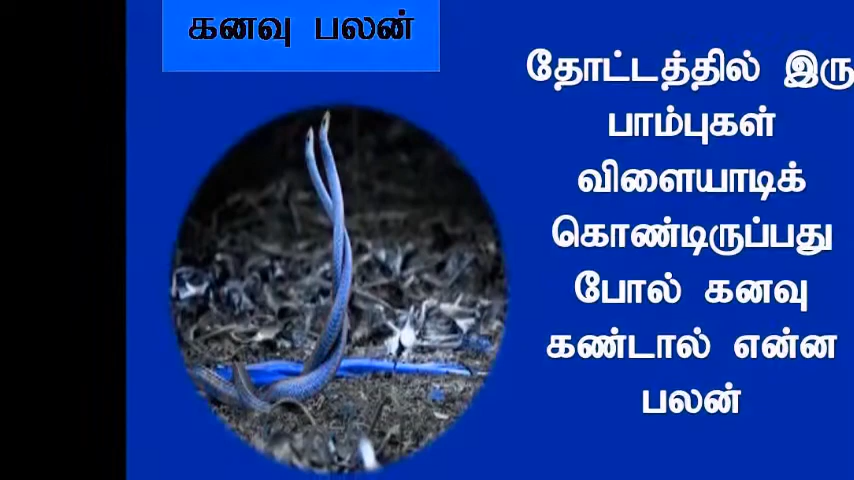 கனவு பலன்
தோட்டத்தில் இரு
பாம்புகள்
விளையாடிக்
கொண்டிருப்பது
போல் கனவு
கண்டால் என்ன
பலன்